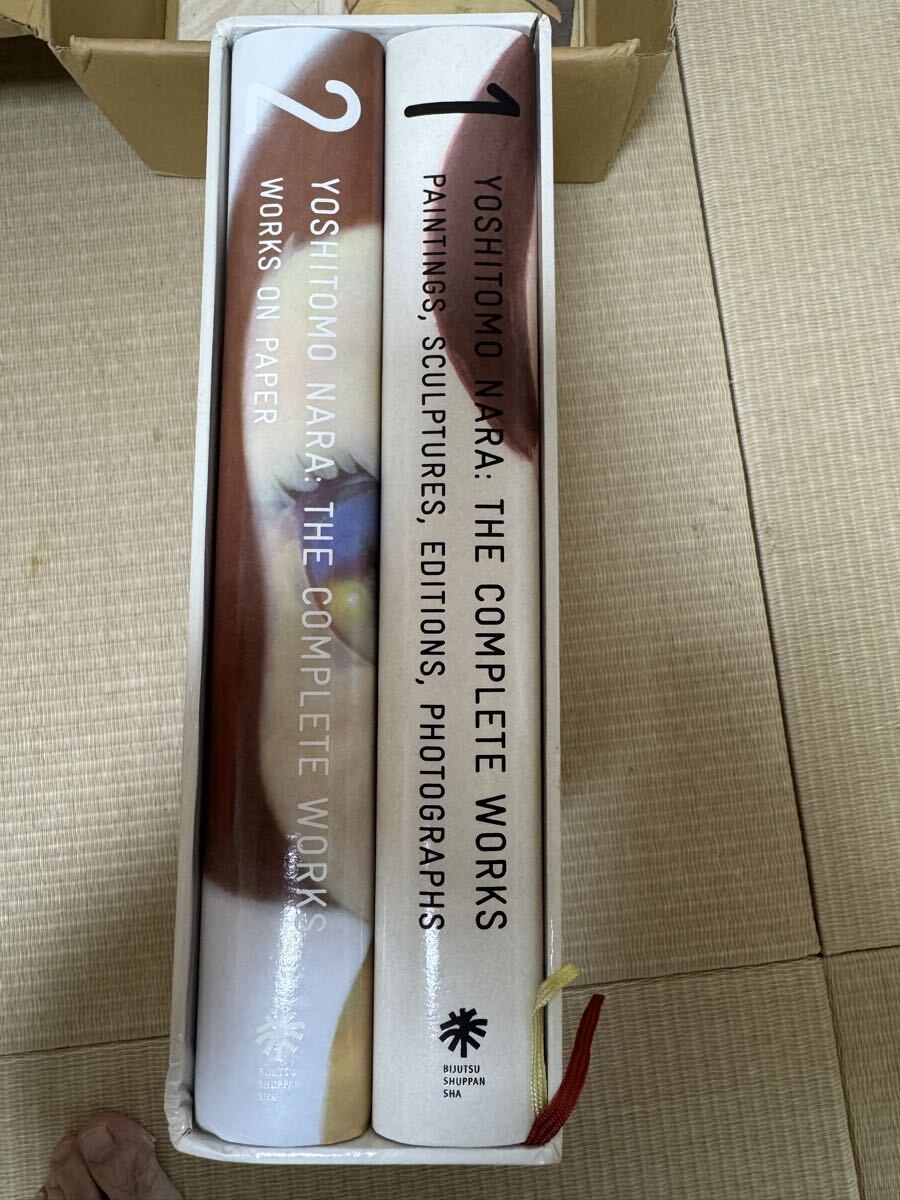 2
YOSHITOMO NARA: THE COMPLETE WORKS
WORKS ON PAPER
BIJUTSU
SHUPPAN
SHA
1
YOSHITOMO NARA: THE COMPLETE WORKS
PAINTINGS, SCULPTURES, EDITIONS, PHOTOGRAPHS
BIJUTSU
SHUPPAN
SHA